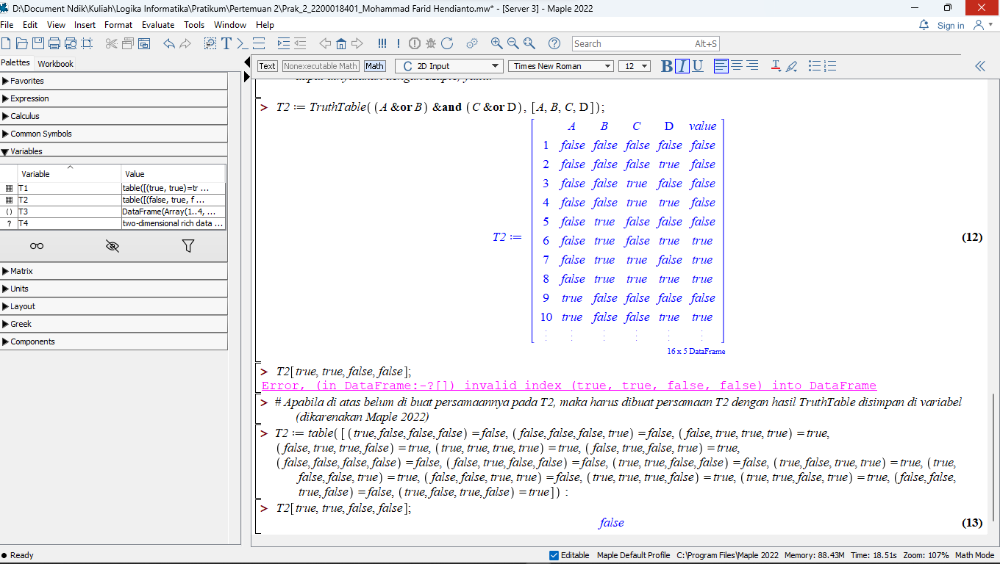 D:\Document Ndik\Kuliah\Logika Informatika\Pratikum\Pertemuan 2\Prak_2_2200018401_Mohammad Farid Hendianto.mw* - [Server 3] - Maple 2022
File Edit View Insert Format Evaluate Tools Window Help
Sign in
Search Alt+S
Palettes Workbook
Text Nonexecutable Math Math C 2D Input Times New Roman 12 B I U
Favorites
Expression
Calculus
Common Symbols
Variables
Variable Value
T1 table([(true, true)=tr ...
T2 table([(false, true, f ...
T3 DataFrame(Array(1..4, ...
? T4 two-dimensional rich data ...
Matrix
Units
Layout
Greek
Components
> T2 := TruthTable( (A &or B) &and (C &or D), [A, B, C, D]);
A B C D value
1 false false false false false
2 false false false true false
3 false false true false false
4 false false true true false
5 false true false false false
T2 := (12)
6 false true false true true
7 false true true false true
8 false true true true true
9 true false false false false
10 true false false true true
⋮ ⋮ ⋮ ⋮ ⋮ ⋮
16 x 5 DataFrame
> T2[true, true, false, false];
Error, (in DataFrame:-?[]) invalid index (true, true, false, false) into DataFrame
> # Apabila di atas belum di buat persamaannya pada T2, maka harus dibuat persamaan T2 dengan hasil TruthTable disimpan di variabel
(dikarenakan Maple 2022)
> T2 := table( [ (true, false, false, false) = false, (false, false, false, true) = false, (false, true, true, true) = true,
(false, true, true, false) = true, (true, true, true, true) = true, (false, true, false, true) = true,
(false, false, false, false) = false, (false, true, false, false) = false, (true, true, false, false) = false, (true, false, true, true) = true, (true,
false, false, true) = true, (false, false, true, true) = false, (true, true, true, false) = true, (true, true, false, true) = true, (false, false,
true, false) = false, (true, false, true, false) = true]) :
> T2[true, true, false, false];
false (13)
Ready Editable Maple Default Profile C:\Program Files\Maple 2022 Memory: 88.43M Time: 18.51s Zoom: 107% Math Mode